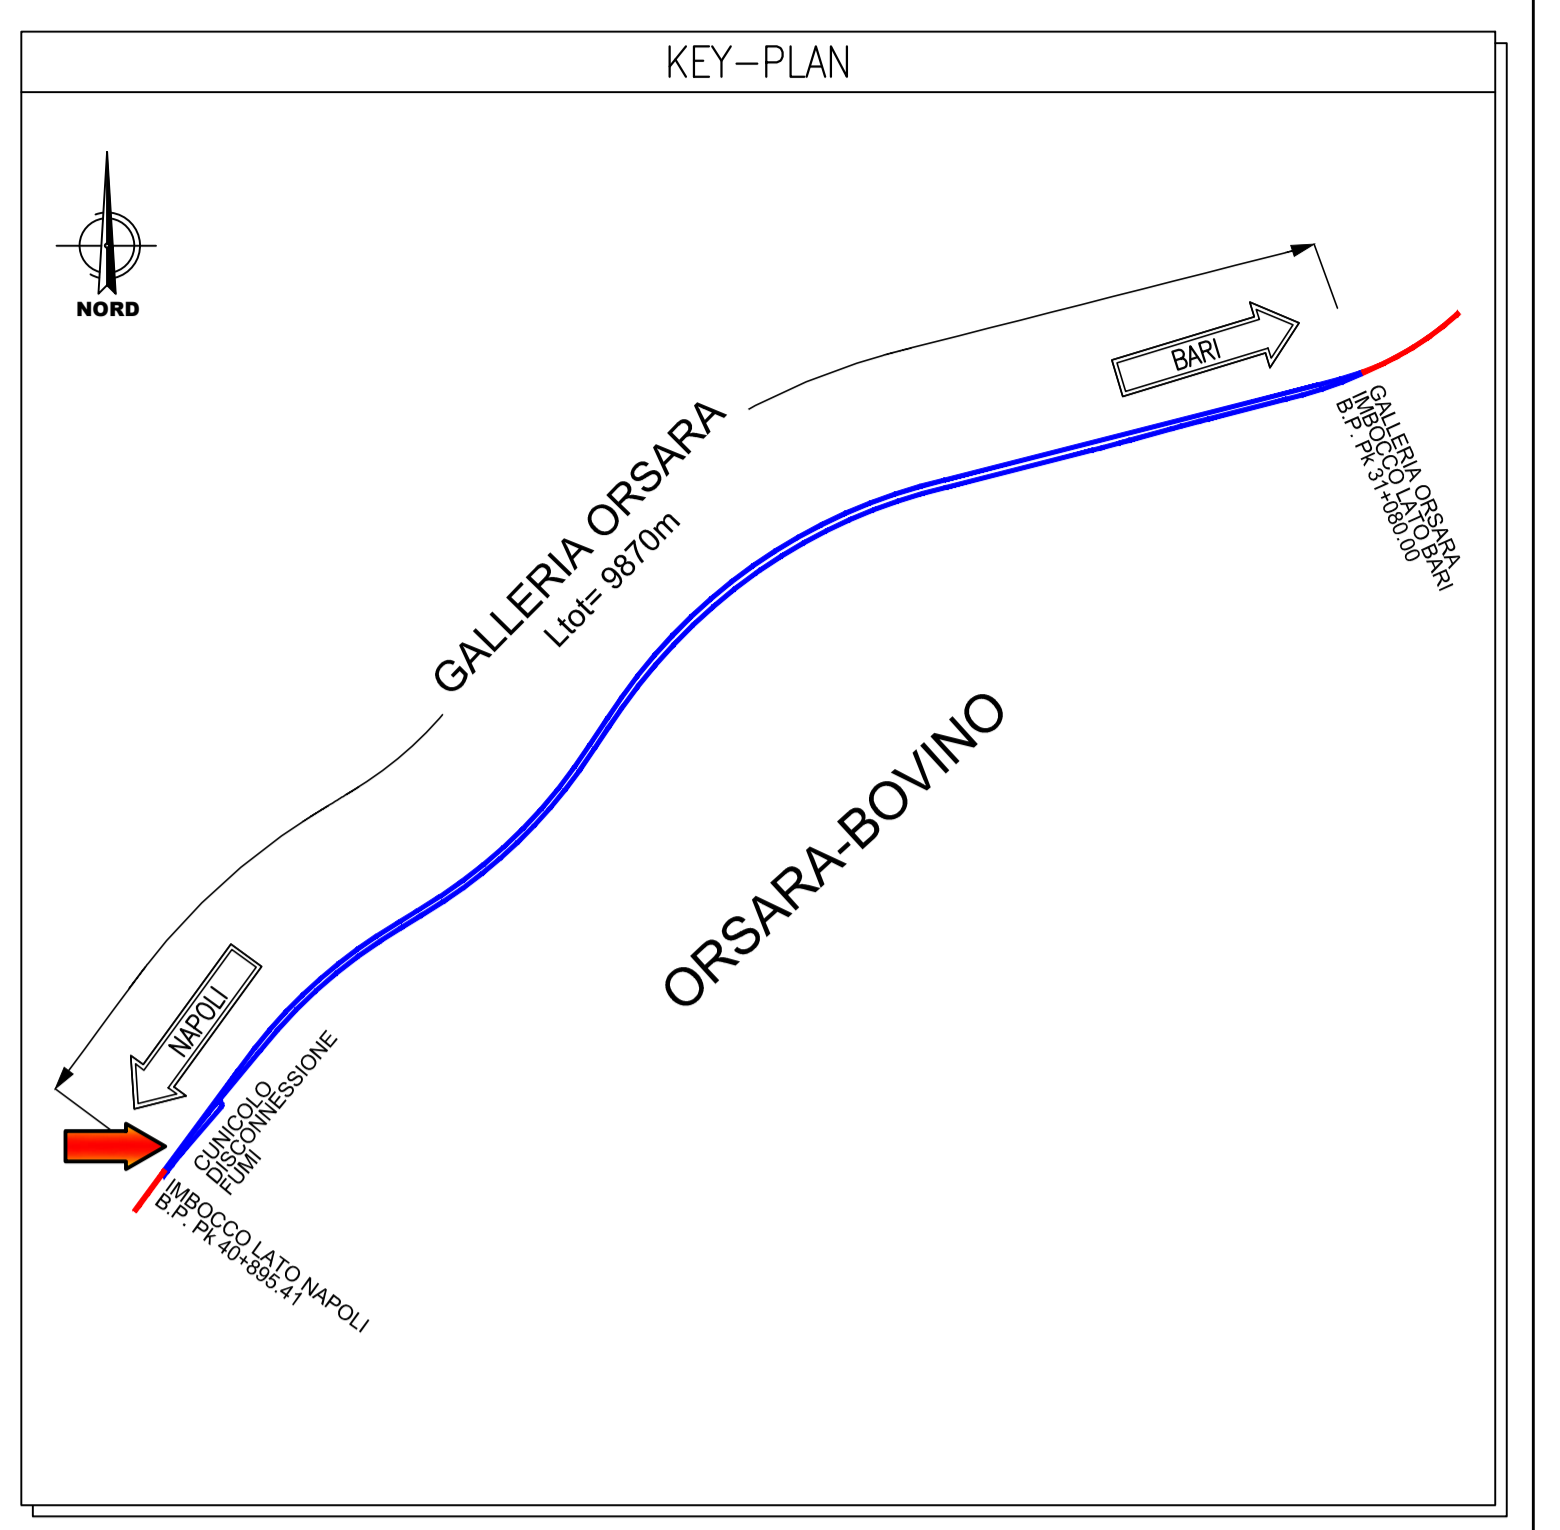 KEY-PLAN
NORD
BARI
GALLERIA ORSARA
IMBOCCO LATO BARI
B.P. Pk 31+080.00
GALLERIA ORSARA
Ltot= 9870m
ORSARA-BOVINO
NAPOLI
CUNICOLO
DISCONNESSIONE
FUMI
IMBOCCO LATO NAPOLI
B.P. Pk 40+895.41